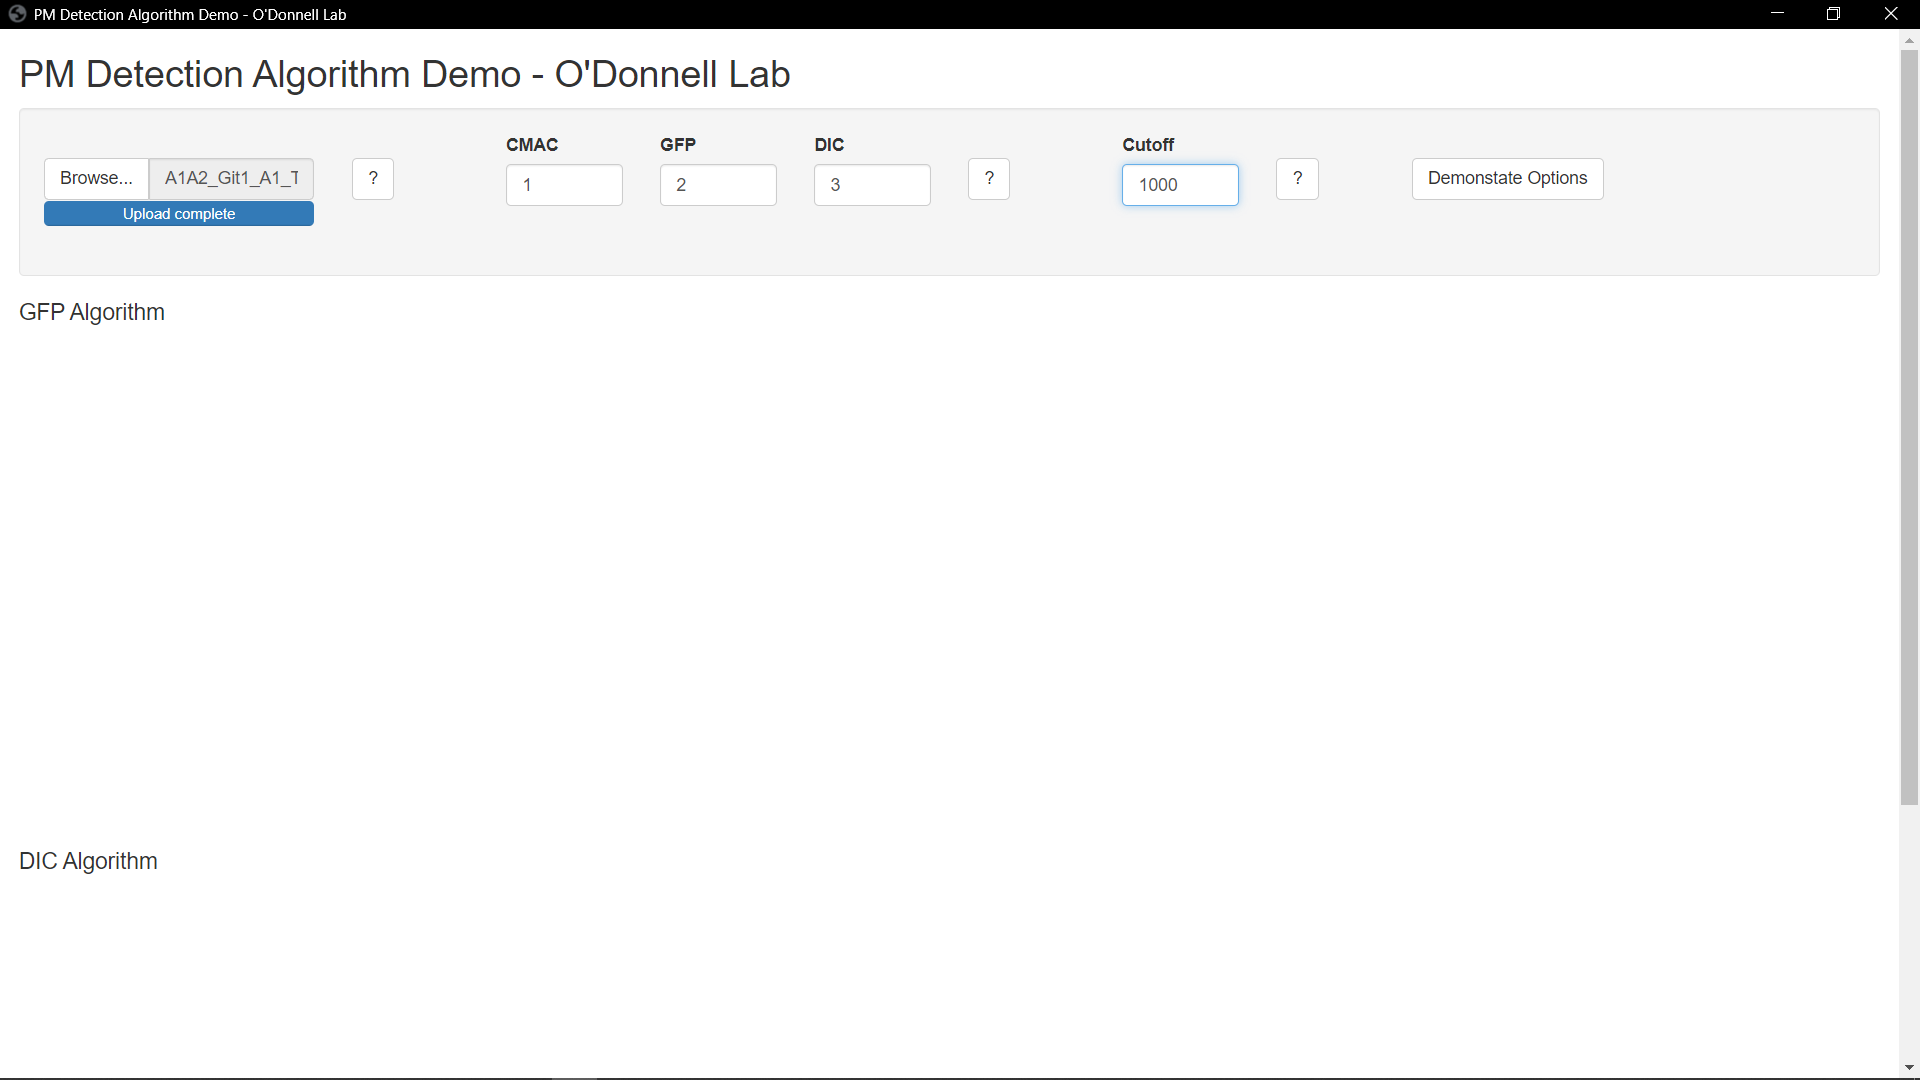 PM Detection Algorithm Demo - O'Donnell Lab
PM Detection Algorithm Demo - O'Donnell Lab
CMAC GFP DIC Cutoff
Browse... A1A2_Git1_A1_T ? 1 2 3 ? 1000 ? Demonstate Options
Upload complete
GFP Algorithm
DIC Algorithm